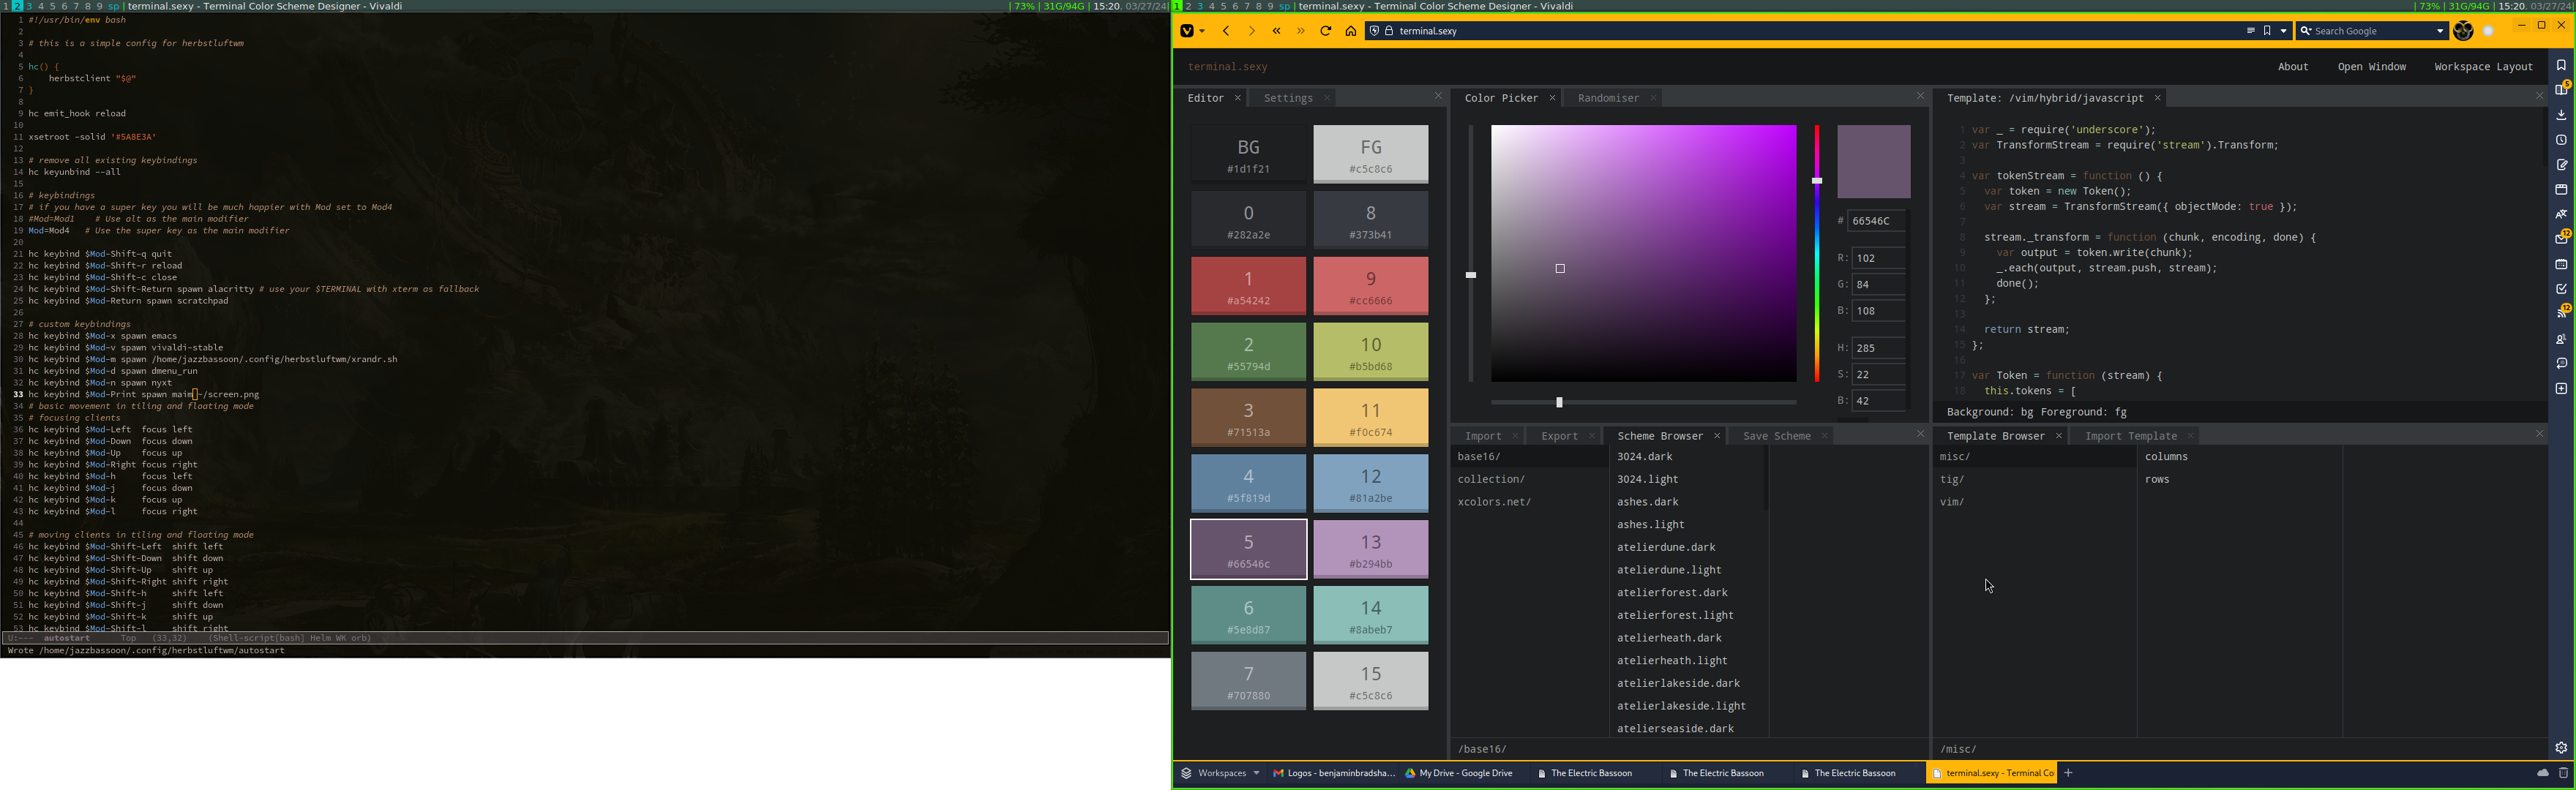 1 2 3 4 5 6 7 8 9 sp | terminal.sexy - Terminal Color Scheme Designer - Vivaldi | 73% | 31G/94G | 15:20, 03/27/24|
1 #!/usr/bin/env bash
2
3 # this is a simple config for herbstluftwm
4
5 hc() {
6     herbstclient "$@"
7 }
8
9 hc emit_hook reload
10
11 xsetroot -solid '#5A8E3A'
12
13 # remove all existing keybindings
14 hc keyunbind --all
15
16 # keybindings
17 # if you have a super key you will be much happier with Mod set to Mod4
18 #Mod=Mod1    # Use alt as the main modifier
19 Mod=Mod4   # Use the super key as the main modifier
20
21 hc keybind $Mod-Shift-q quit
22 hc keybind $Mod-Shift-r reload
23 hc keybind $Mod-Shift-c close
24 hc keybind $Mod-Shift-Return spawn alacritty # use your $TERMINAL with xterm as fallback
25 hc keybind $Mod-Return spawn scratchpad
26
27 # custom keybindings
28 hc keybind $Mod-x spawn emacs
29 hc keybind $Mod-v spawn vivaldi-stable
30 hc keybind $Mod-m spawn /home/jazzbassoon/.config/herbstluftwm/xrandr.sh
31 hc keybind $Mod-d spawn dmenu_run
32 hc keybind $Mod-n spawn nyxt
33 hc keybind $Mod-Print spawn maim ~/screen.png
34 # basic movement in tiling and floating mode
35 # focusing clients
36 hc keybind $Mod-Left  focus left
37 hc keybind $Mod-Down  focus down
38 hc keybind $Mod-Up    focus up
39 hc keybind $Mod-Right focus right
40 hc keybind $Mod-h     focus left
41 hc keybind $Mod-j     focus down
42 hc keybind $Mod-k     focus up
43 hc keybind $Mod-l     focus right
44
45 # moving clients in tiling and floating mode
46 hc keybind $Mod-Shift-Left  shift left
47 hc keybind $Mod-Shift-Down  shift down
48 hc keybind $Mod-Shift-Up    shift up
49 hc keybind $Mod-Shift-Right shift right
50 hc keybind $Mod-Shift-h     shift left
51 hc keybind $Mod-Shift-j     shift down
52 hc keybind $Mod-Shift-k     shift up
53 hc keybind $Mod-Shift-l     shift right
U:---  autostart      Top   (33,32)    (Shell-script[bash] Helm WK orb)
Wrote /home/jazzbassoon/.config/herbstluftwm/autostart
1 2 3 4 5 6 7 8 9 sp | terminal.sexy - Terminal Color Scheme Designer - Vivaldi | 73% | 31G/94G | 15:20, 03/27/24|
terminal.sexy
Search Google
terminal.sexy
About Open Window Workspace Layout
Editor Settings
BG #1d1f21
FG #c5c8c6
0 #282a2e
8 #373b41
1 #a54242
9 #cc6666
2 #55794d
10 #b5bd68
3 #71513a
11 #f0c674
4 #5f819d
12 #81a2be
5 #66546c
13 #b294bb
6 #5e8d87
14 #8abeb7
7 #707880
15 #c5c8c6
Color Picker Randomiser
# 66546C
R: 102
G: 84
B: 108
H: 285
S: 22
B: 42
Template: /vim/hybrid/javascript
1 var _ = require('underscore');
2 var TransformStream = require('stream').Transform;
3
4 var tokenStream = function () {
5   var token = new Token();
6   var stream = TransformStream({ objectMode: true });
7
8   stream._transform = function (chunk, encoding, done) {
9     var output = token.write(chunk);
10     _.each(output, stream.push, stream);
11     done();
12   };
13
14   return stream;
15 };
16
17 var Token = function (stream) {
18   this.tokens = [
Background: bg Foreground: fg
Import Export Scheme Browser Save Scheme
base16/
collection/
xcolors.net/
3024.dark
3024.light
ashes.dark
ashes.light
atelierdune.dark
atelierdune.light
atelierforest.dark
atelierforest.light
atelierheath.dark
atelierheath.light
atelierlakeside.dark
atelierlakeside.light
atelierseaside.dark
/base16/
Template Browser Import Template
misc/
tig/
vim/
columns
rows
/misc/
5
12
12
Workspaces
Logos - benjaminbradsha...
My Drive - Google Drive
The Electric Bassoon
The Electric Bassoon
The Electric Bassoon
terminal.sexy - Terminal Co